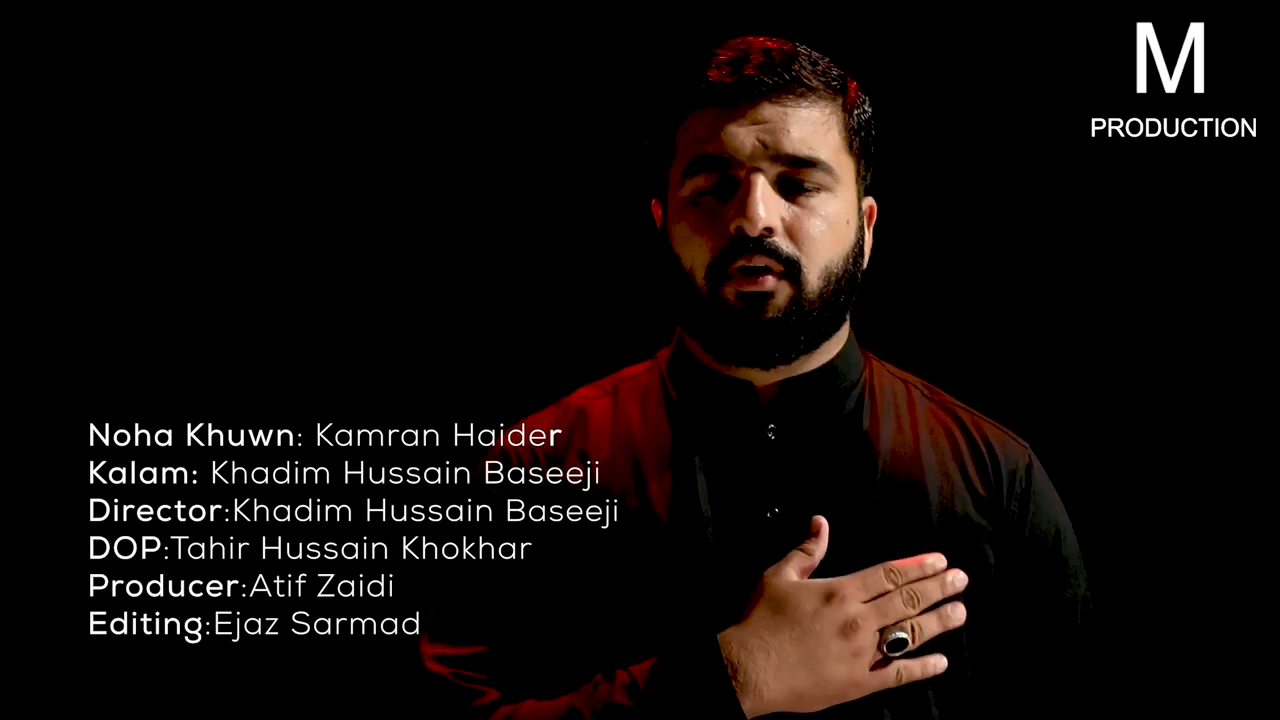 M
PRODUCTION
Noha Khuwn: Kamran Haider
Kalam: Khadim Hussain Baseeji
Director:Khadim Hussain Baseeji
DOP:Tahir Hussain Khokhar
Producer:Atif Zaidi
Editing:Ejaz Sarmad